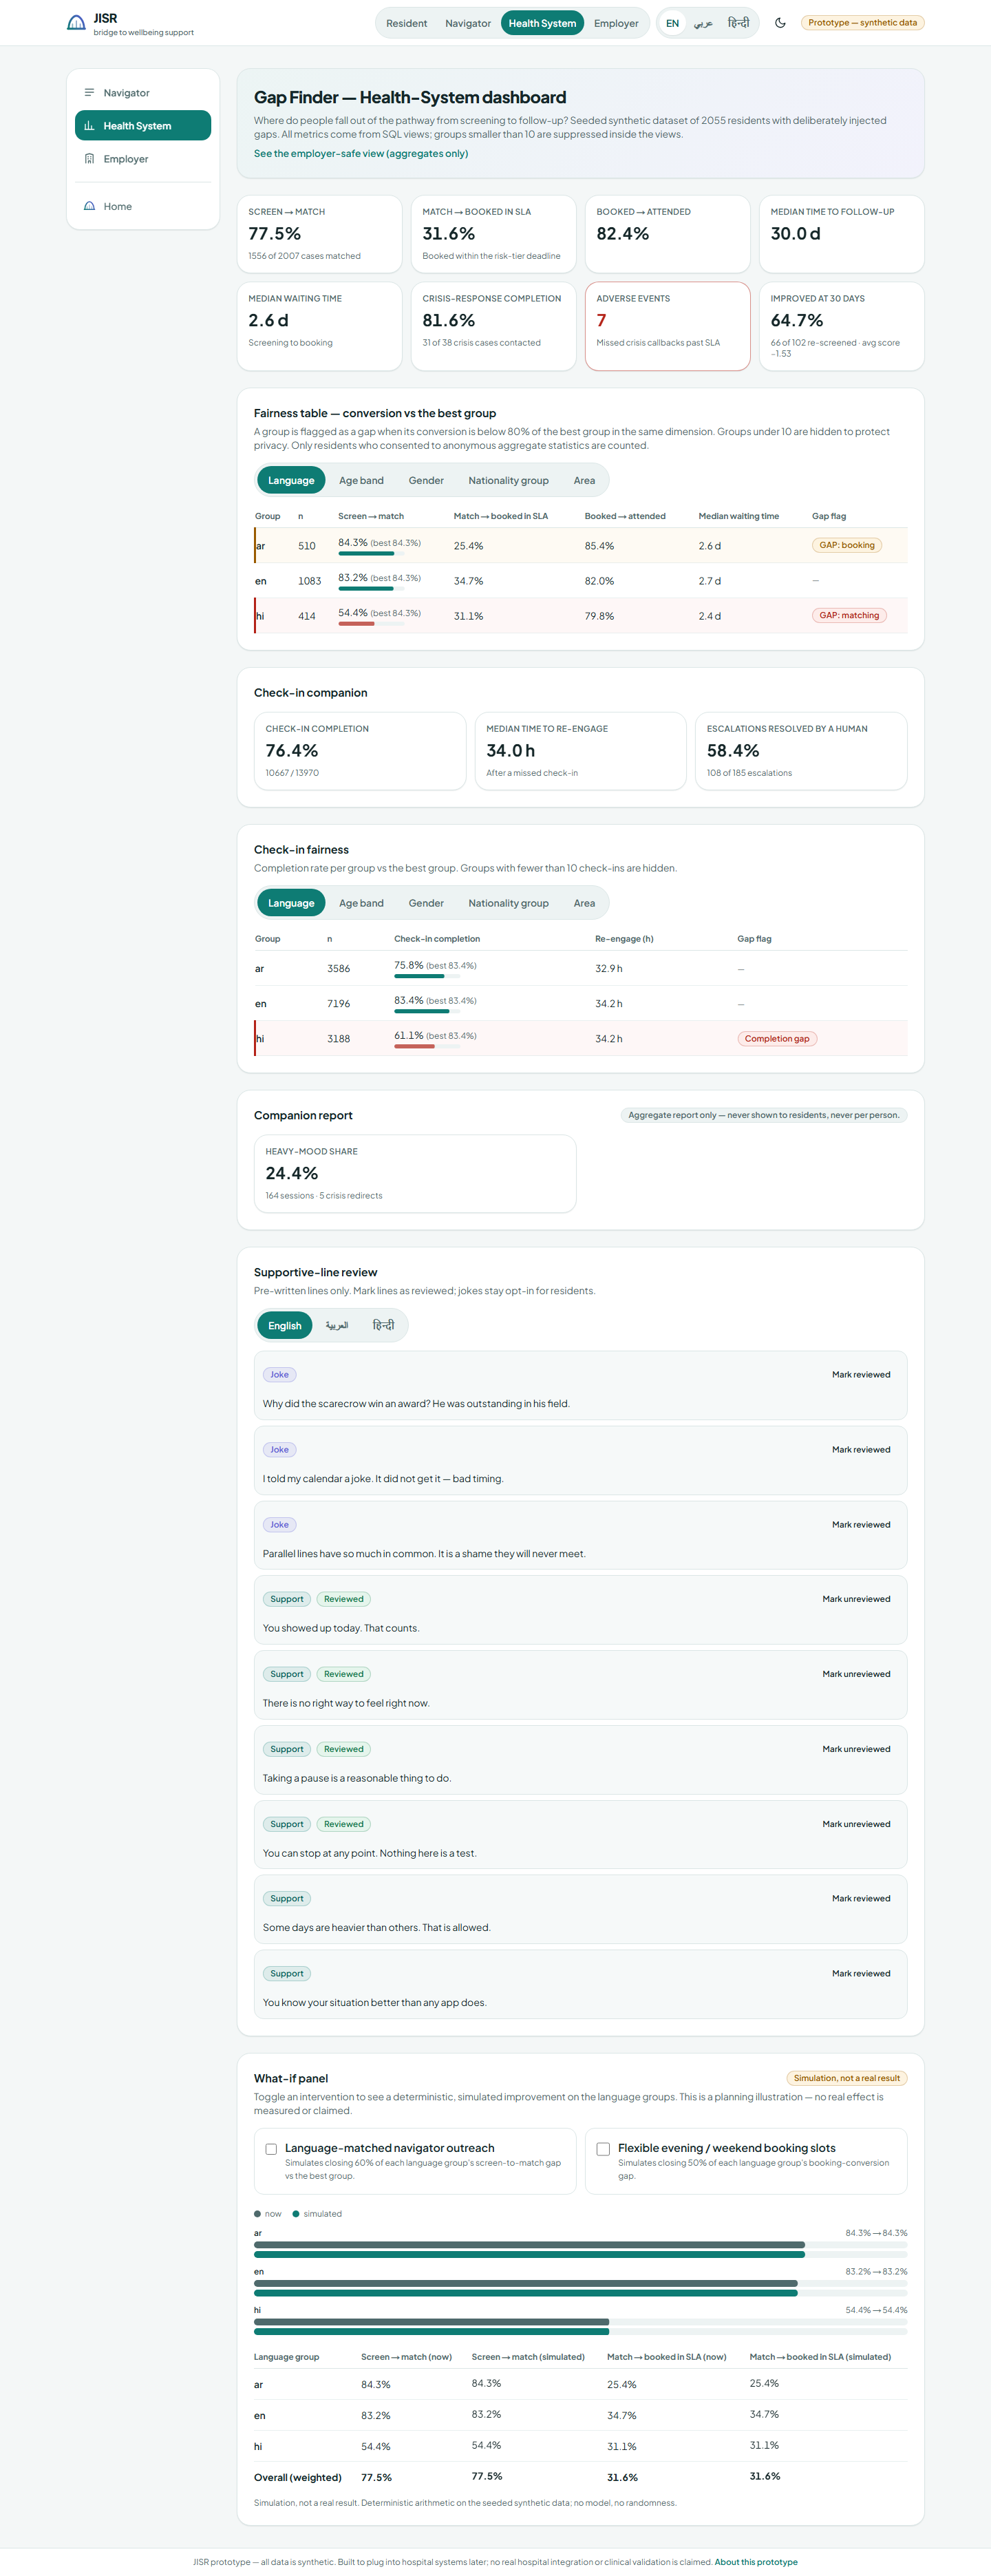 JISR
bridge to wellbeing support
Resident Navigator Health System Employer
EN عربي हिन्दी
Prototype — synthetic data
Navigator
Health System
Employer
Home
Gap Finder — Health-System dashboard
Where do people fall out of the pathway from screening to follow-up? Seeded synthetic dataset of 2055 residents with deliberately injected
gaps. All metrics come from SQL views; groups smaller than 10 are suppressed inside the views.
See the employer-safe view (aggregates only)
SCREEN → MATCH
77.5%
1556 of 2007 cases matched
MATCH → BOOKED IN SLA
31.6%
Booked within the risk-tier deadline
BOOKED → ATTENDED
82.4%
MEDIAN TIME TO FOLLOW-UP
30.0 d
MEDIAN WAITING TIME
2.6 d
Screening to booking
CRISIS-RESPONSE COMPLETION
81.6%
31 of 38 crisis cases contacted
ADVERSE EVENTS
7
Missed crisis callbacks past SLA
IMPROVED AT 30 DAYS
64.7%
66 of 102 re-screened · avg score
−1.53
Fairness table — conversion vs the best group
A group is flagged as a gap when its conversion is below 80% of the best group in the same dimension. Groups under 10 are hidden to protect
privacy. Only residents who consented to anonymous aggregate statistics are counted.
Language Age band Gender Nationality group Area
Group n Screen → match Match → booked in SLA Booked → attended Median waiting time Gap flag
ar 510 84.3% (best 84.3%) 25.4% 85.4% 2.6 d GAP: booking
en 1083 83.2% (best 84.3%) 34.7% 82.0% 2.7 d —
hi 414 54.4% (best 84.3%) 31.1% 79.8% 2.4 d GAP: matching
Check-in companion
CHECK-IN COMPLETION
76.4%
10667 / 13970
MEDIAN TIME TO RE-ENGAGE
34.0 h
After a missed check-in
ESCALATIONS RESOLVED BY A HUMAN
58.4%
108 of 185 escalations
Check-in fairness
Completion rate per group vs the best group. Groups with fewer than 10 check-ins are hidden.
Language Age band Gender Nationality group Area
Group n Check-in completion Re-engage (h) Gap flag
ar 3586 75.8% (best 83.4%) 32.9 h —
en 7196 83.4% (best 83.4%) 34.2 h —
hi 3188 61.1% (best 83.4%) 34.2 h Completion gap
Companion report
Aggregate report only — never shown to residents, never per person.
HEAVY-MOOD SHARE
24.4%
164 sessions · 5 crisis redirects
Supportive-line review
Pre-written lines only. Mark lines as reviewed; jokes stay opt-in for residents.
English العربية हिन्दी
Joke Mark reviewed
Why did the scarecrow win an award? He was outstanding in his field.
Joke Mark reviewed
I told my calendar a joke. It did not get it — bad timing.
Joke Mark reviewed
Parallel lines have so much in common. It is a shame they will never meet.
Support Reviewed Mark unreviewed
You showed up today. That counts.
Support Reviewed Mark unreviewed
There is no right way to feel right now.
Support Reviewed Mark unreviewed
Taking a pause is a reasonable thing to do.
Support Reviewed Mark unreviewed
You can stop at any point. Nothing here is a test.
Support Mark reviewed
Some days are heavier than others. That is allowed.
Support Mark reviewed
You know your situation better than any app does.
What-if panel
Simulation, not a real result
Toggle an intervention to see a deterministic, simulated improvement on the language groups. This is a planning illustration — no real effect is
measured or claimed.
Language-matched navigator outreach
Simulates closing 60% of each language group's screen-to-match gap
vs the best group.
Flexible evening / weekend booking slots
Simulates closing 50% of each language group's booking-conversion
gap.
now simulated
ar 84.3% → 84.3%
en 83.2% → 83.2%
hi 54.4% → 54.4%
Language group Screen → match (now) Screen → match (simulated) Match → booked in SLA (now) Match → booked in SLA (simulated)
ar 84.3% 84.3% 25.4% 25.4%
en 83.2% 83.2% 34.7% 34.7%
hi 54.4% 54.4% 31.1% 31.1%
Overall (weighted) 77.5% 77.5% 31.6% 31.6%
Simulation, not a real result. Deterministic arithmetic on the seeded synthetic data; no model, no randomness.
JISR prototype — all data is synthetic. Built to plug into hospital systems later; no real hospital integration or clinical validation is claimed. About this prototype